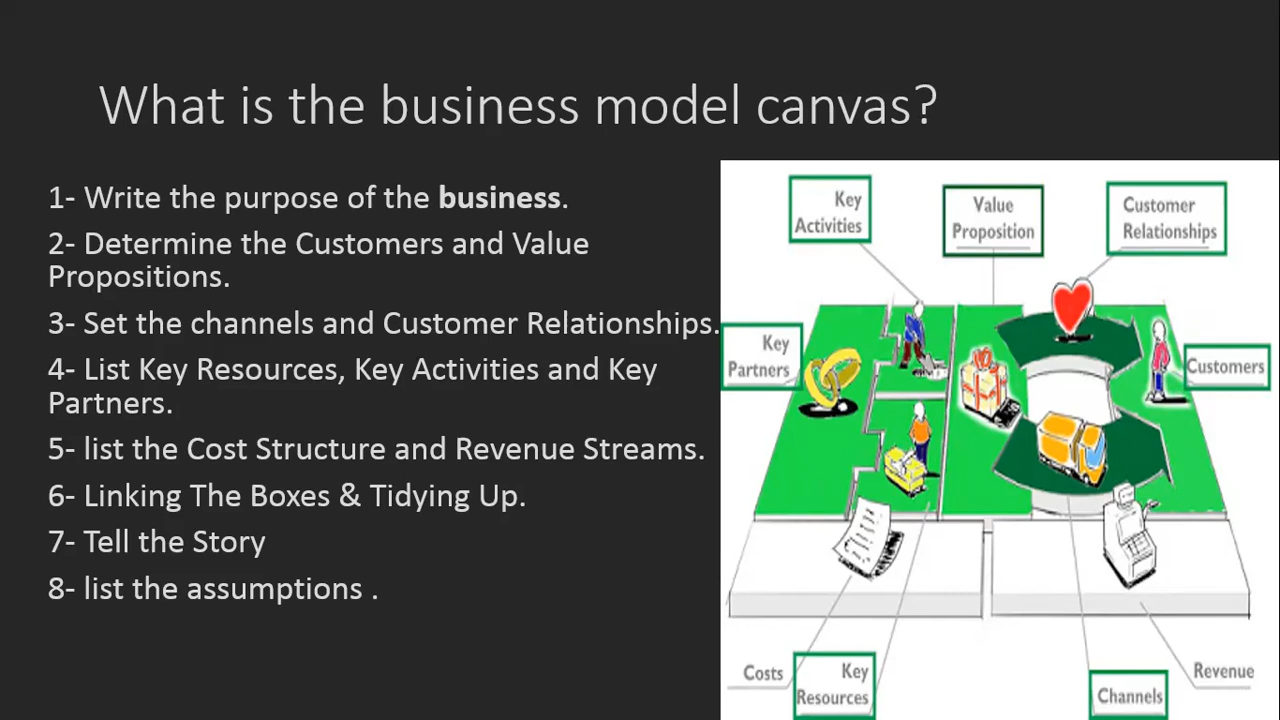 What is the business model canvas?
1- Write the purpose of the business.
2- Determine the Customers and Value
Propositions.
3- Set the channels and Customer Relationships.
4- List Key Resources, Key Activities and Key
Partners.
5- list the Cost Structure and Revenue Streams.
6- Linking The Boxes & Tidying Up.
7- Tell the Story
8- list the assumptions .
Key
Activities
Value
Proposition
Customer
Relationships
Key
Partners
Customers
Costs
Key
Resources
Channels
Revenue